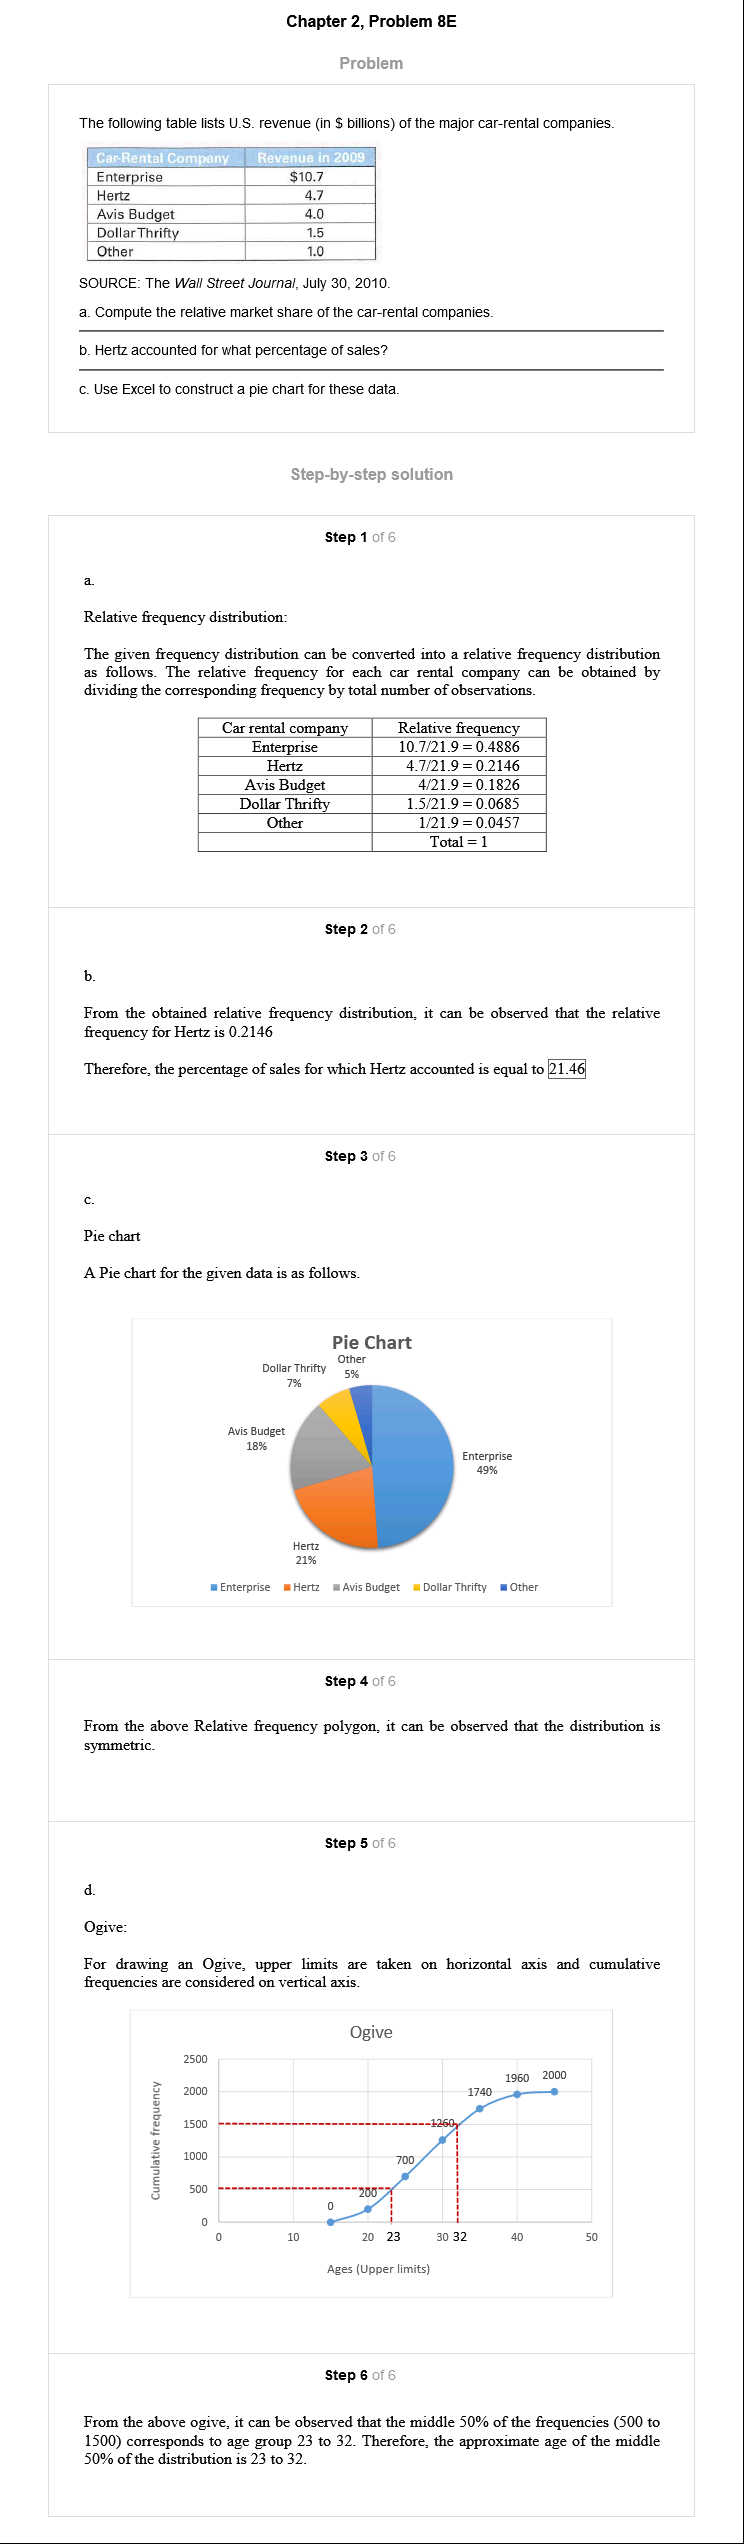 Chapter 2, Problem 8E
Problem
The following table lists U.S. revenue (in $ billions) of the major car-rental companies.
Car-Rental Company Revenue in 2009
Enterprise $10.7
Hertz 4.7
Avis Budget 4.0
Dollar Thrifty 1.5
Other 1.0
SOURCE: The Wall Street Journal, July 30, 2010.
a. Compute the relative market share of the car-rental companies.
b. Hertz accounted for what percentage of sales?
c. Use Excel to construct a pie chart for these data.
Step-by-step solution
Step 1 of 6
a.
Relative frequency distribution:
The given frequency distribution can be converted into a relative frequency distribution
as follows. The relative frequency for each car rental company can be obtained by
dividing the corresponding frequency by total number of observations.
Car rental company Relative frequency
Enterprise 10.7/21.9 = 0.4886
Hertz 4.7/21.9 = 0.2146
Avis Budget 4/21.9 = 0.1826
Dollar Thrifty 1.5/21.9 = 0.0685
Other 1/21.9 = 0.0457
Total = 1
Step 2 of 6
b.
From the obtained relative frequency distribution, it can be observed that the relative
frequency for Hertz is 0.2146
Therefore, the percentage of sales for which Hertz accounted is equal to 21.46
Step 3 of 6
c.
Pie chart
A Pie chart for the given data is as follows.
Pie Chart
Other
5%
Dollar Thrifty
7%
Avis Budget
18%
Enterprise
49%
Hertz
21%
Enterprise Hertz Avis Budget Dollar Thrifty Other
Step 4 of 6
From the above Relative frequency polygon, it can be observed that the distribution is
symmetric.
Step 5 of 6
d.
Ogive:
For drawing an Ogive, upper limits are taken on horizontal axis and cumulative
frequencies are considered on vertical axis.
Ogive
Cumulative frequency
2500
2000
1500
1000
500
0
0
200
700
1260
1740
1960
2000
0 10 20 23 30 32 40 50
Ages (Upper limits)
Step 6 of 6
From the above ogive, it can be observed that the middle 50% of the frequencies (500 to
1500) corresponds to age group 23 to 32. Therefore, the approximate age of the middle
50% of the distribution is 23 to 32.